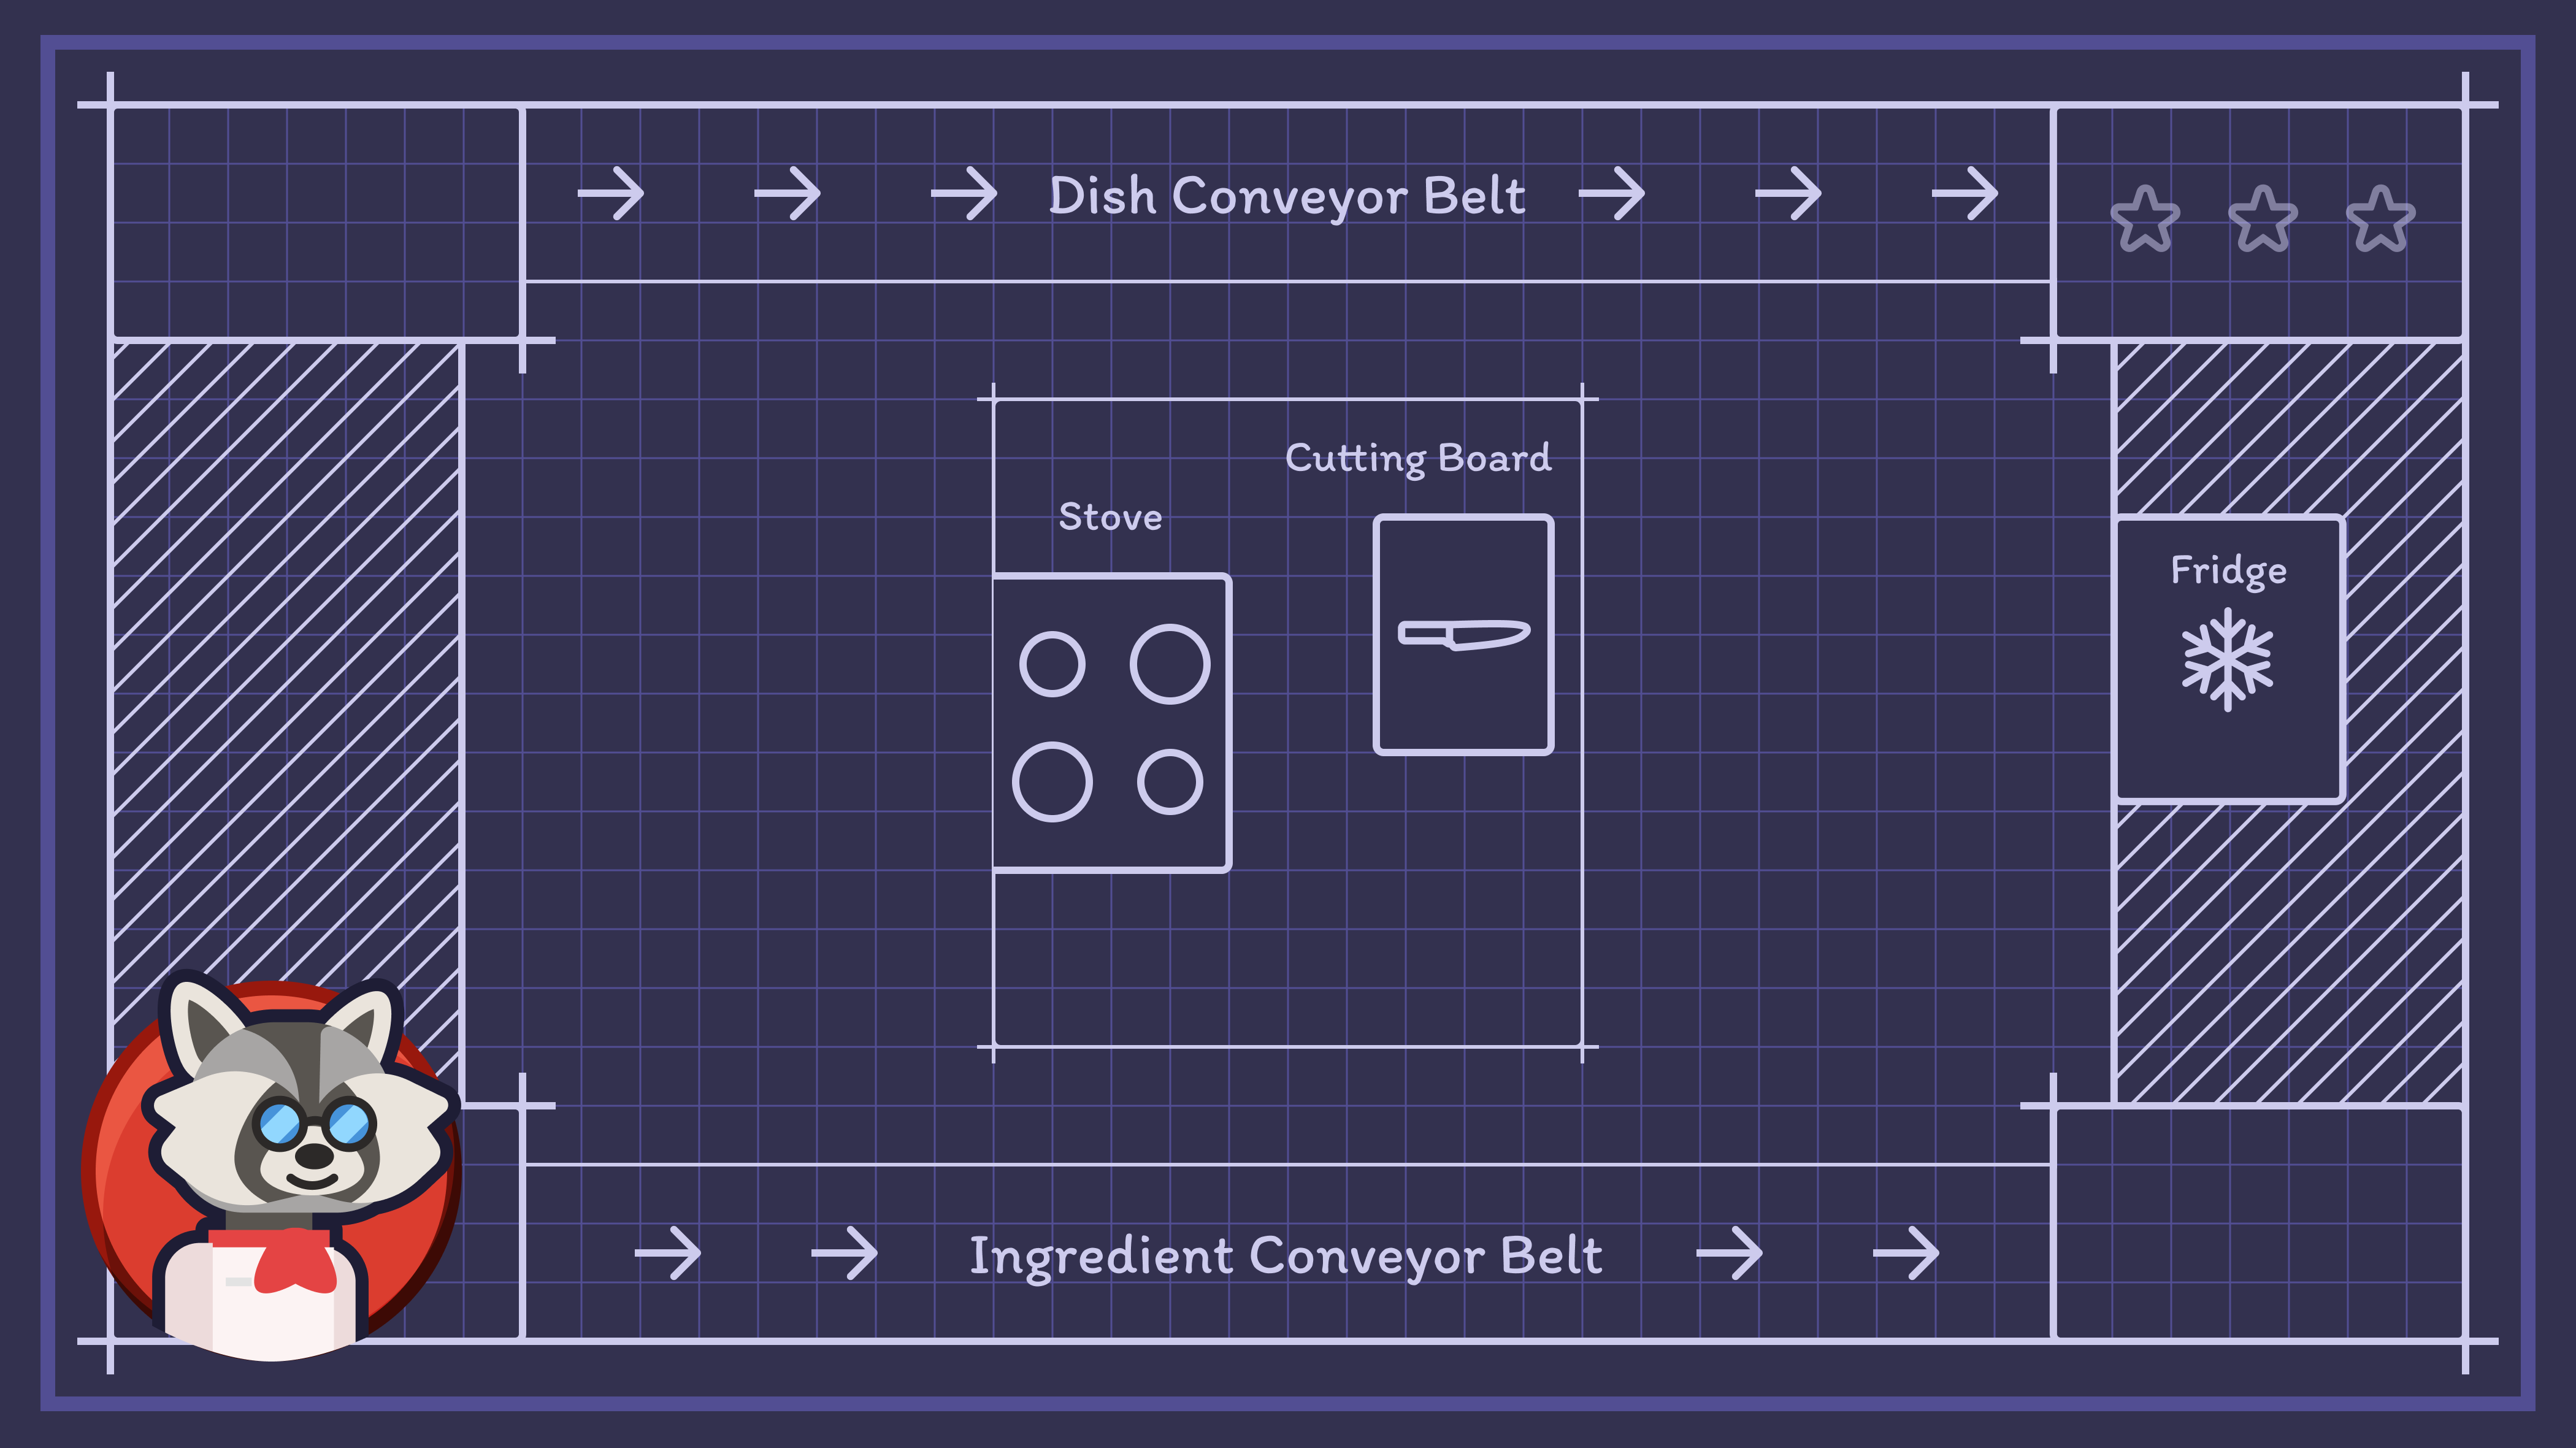 Dish Conveyor Belt
Cutting Board
Stove
Fridge
Ingredient Conveyor Belt